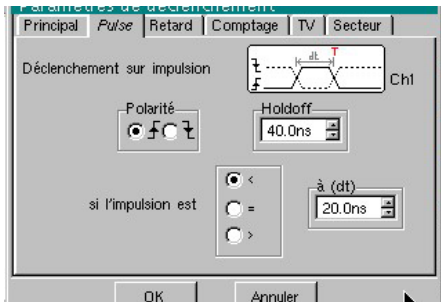 Paramètres de déclenchement
Principal Pulse Retard Comptage TV Secteur
Déclenchement sur impulsion
dt T
Ch1
Polarité Holdoff
40.0ns
si l'impulsion est
<
=
>
à (dt)
20.0ns
OK Annuler